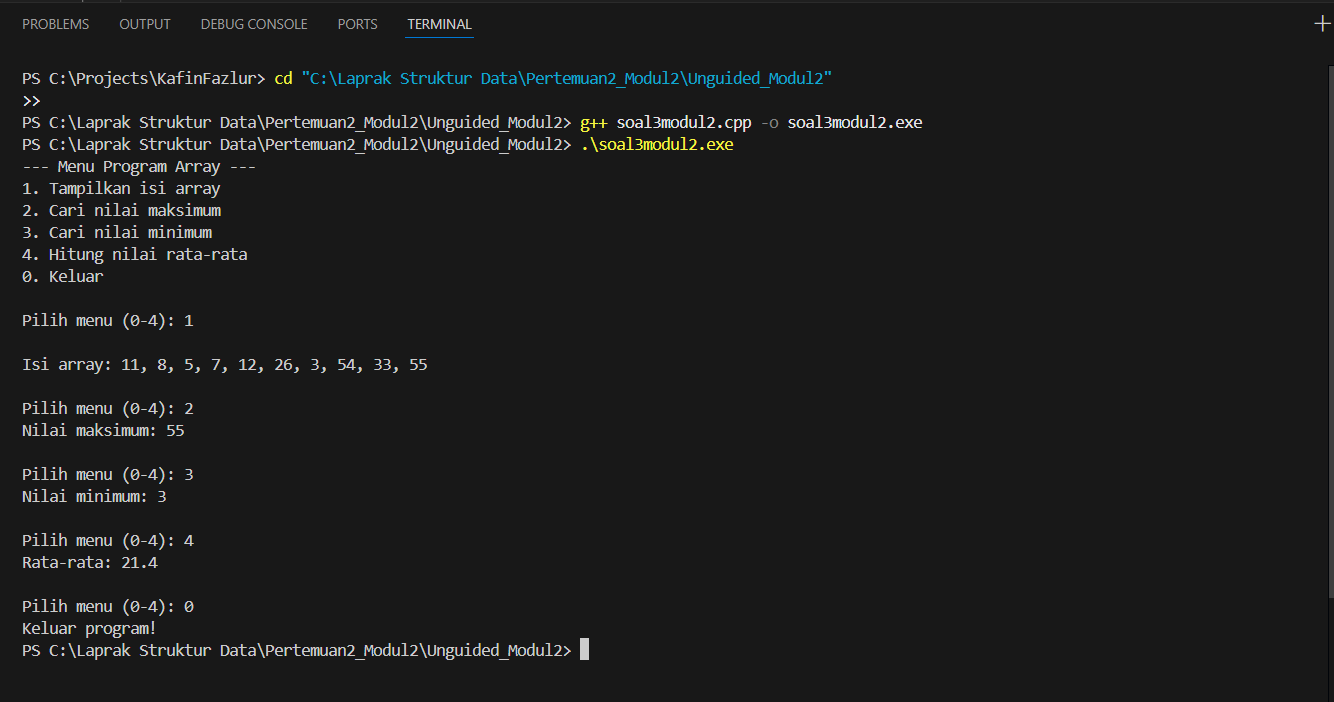 PROBLEMS OUTPUT DEBUG CONSOLE PORTS TERMINAL
PS C:\Projects\KafinFazlur> cd "C:\Laprak Struktur Data\Pertemuan2_Modul2\Unguided_Modul2"
>>
PS C:\Laprak Struktur Data\Pertemuan2_Modul2\Unguided_Modul2> g++ soal3modul2.cpp -o soal3modul2.exe
PS C:\Laprak Struktur Data\Pertemuan2_Modul2\Unguided_Modul2> .\soal3modul2.exe
--- Menu Program Array ---
1. Tampilkan isi array
2. Cari nilai maksimum
3. Cari nilai minimum
4. Hitung nilai rata-rata
0. Keluar
Pilih menu (0-4): 1
Isi array: 11, 8, 5, 7, 12, 26, 3, 54, 33, 55
Pilih menu (0-4): 2
Nilai maksimum: 55
Pilih menu (0-4): 3
Nilai minimum: 3
Pilih menu (0-4): 4
Rata-rata: 21.4
Pilih menu (0-4): 0
Keluar program!
PS C:\Laprak Struktur Data\Pertemuan2_Modul2\Unguided_Modul2>